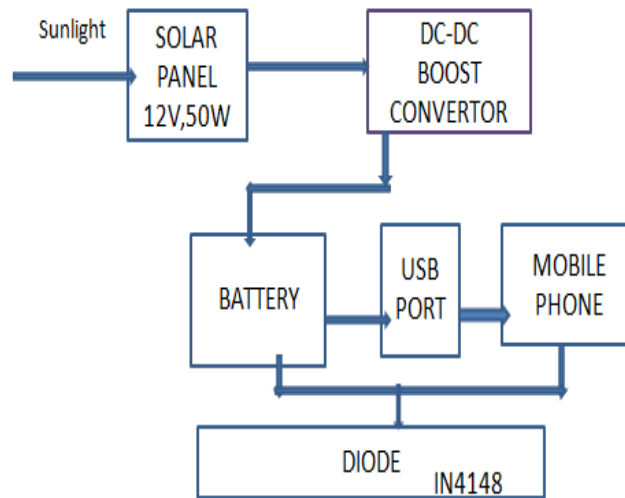 Sunlight
SOLAR
PANEL
12V,50W
DC-DC
BOOST
CONVERTOR
BATTERY
USB
PORT
MOBILE
PHONE
DIODE
IN4148